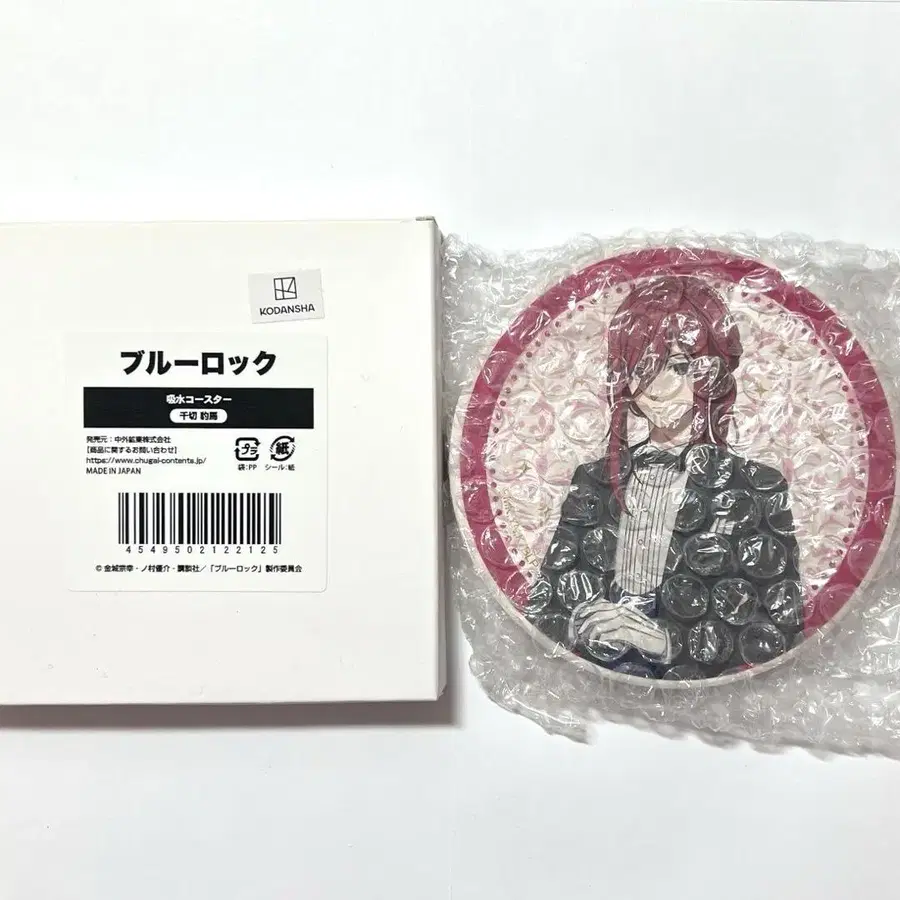 KODANSHA
ブルーロック
吸水コースター
千切 豹馬
発売元：中外鉱業株式会社
【商品に関するお問い合わせ】
https://www.chugai-contents.jp/
MADE IN JAPAN
プラ
袋:PP
紙
シール:紙
4549502122125
© 金城宗幸・ノ村優介・講談社／「ブルーロック」製作委員会